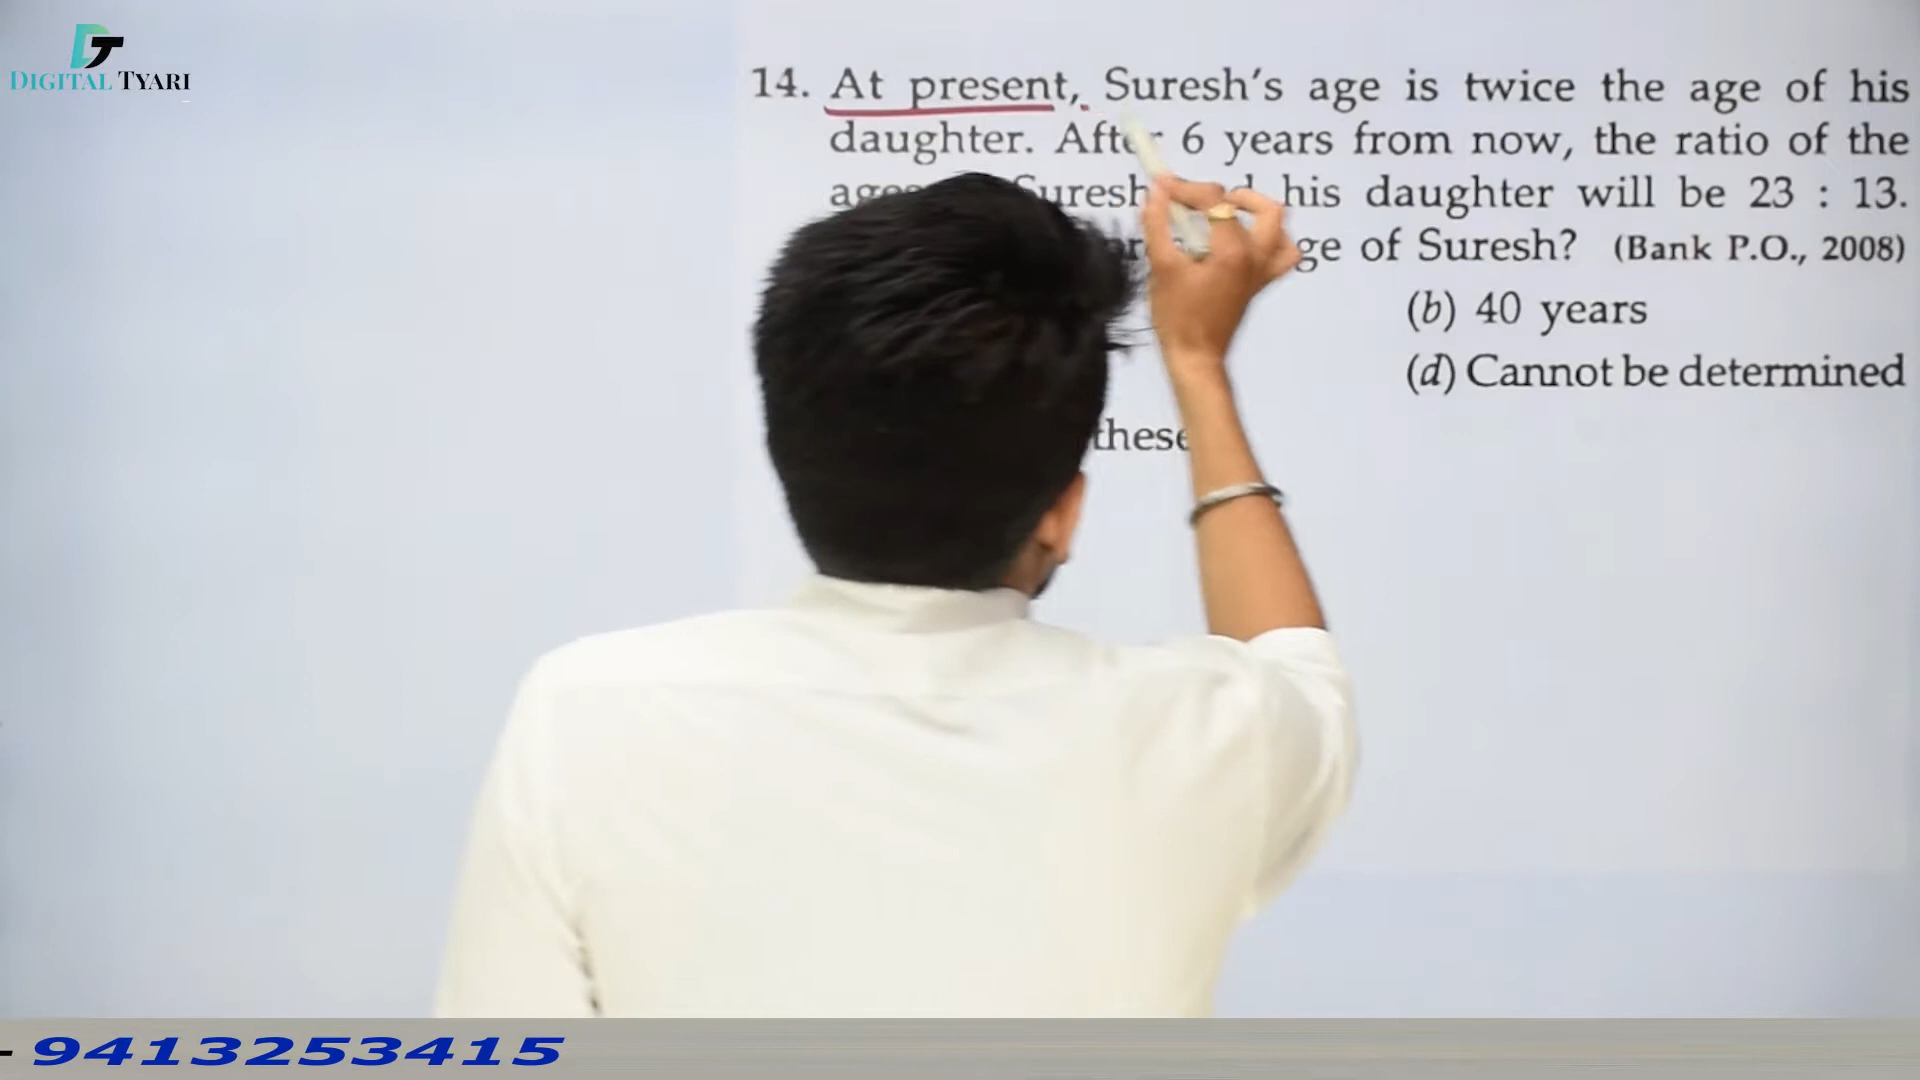 DIGITAL TYARI
14. At present, Suresh's age is twice the age of his
daughter. After 6 years from now, the ratio of the
his daughter will be 23 : 13.
of Suresh? (Bank P.O., 2008)
(b) 40 years
(d) Cannot be determined
these
- 9413253415